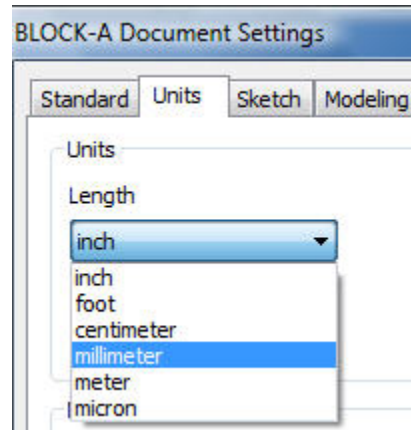 BLOCK-A Document Settings
Standard Units Sketch Modeling
Units
Length
inch
inch
foot
centimeter
millimeter
meter
micron